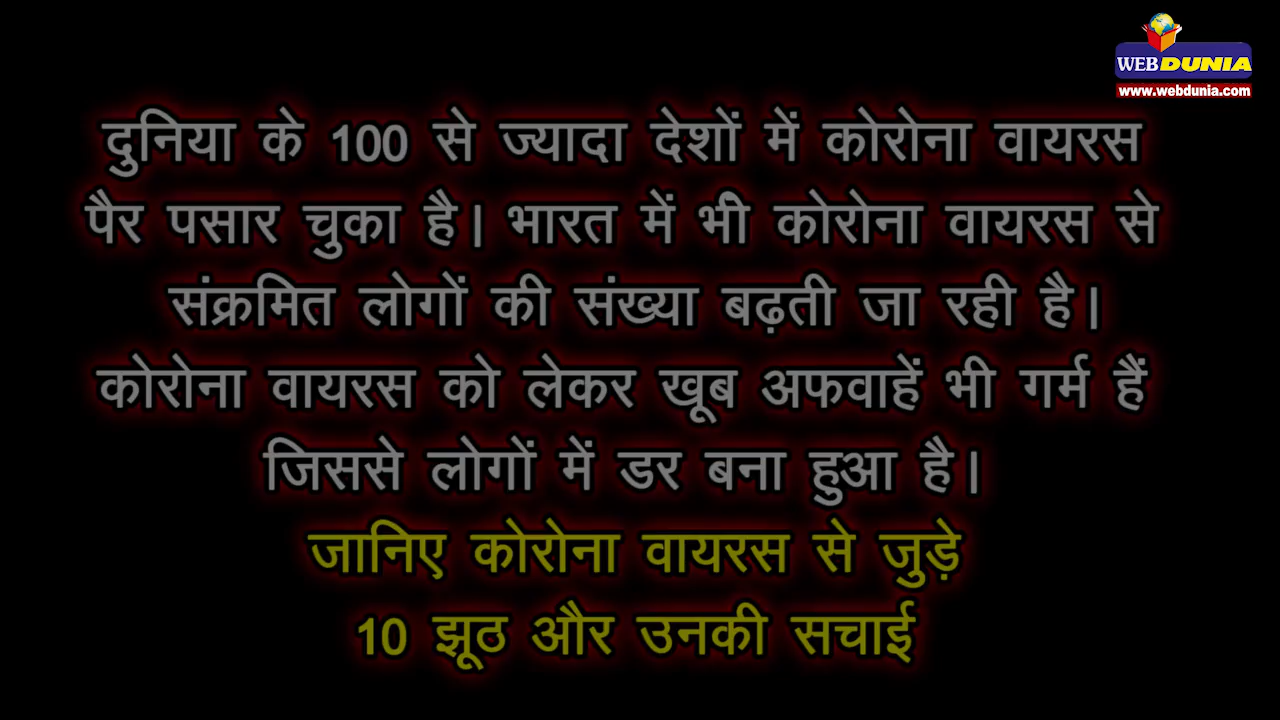 WEBDUNIA
www.webdunia.com
दुनिया के 100 से ज्यादा देशों में कोरोना वायरस
पैर पसार चुका है। भारत में भी कोरोना वायरस से
संक्रमित लोगों की संख्या बढ़ती जा रही है।
कोरोना वायरस को लेकर खूब अफवाहें भी गर्म हैं
जिससे लोगों में डर बना हुआ है।
जानिए कोरोना वायरस से जुड़े
10 झूठ और उनकी सचाई